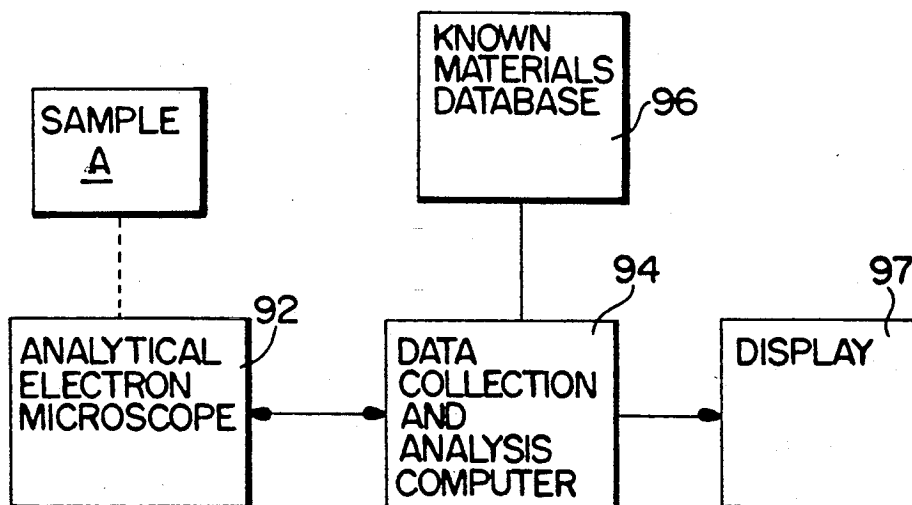 KNOWN
MATERIALS
DATABASE
96
SAMPLE
A
92
ANALYTICAL
ELECTRON
MICROSCOPE
94
DATA
COLLECTION
AND
ANALYSIS
COMPUTER
97
DISPLAY